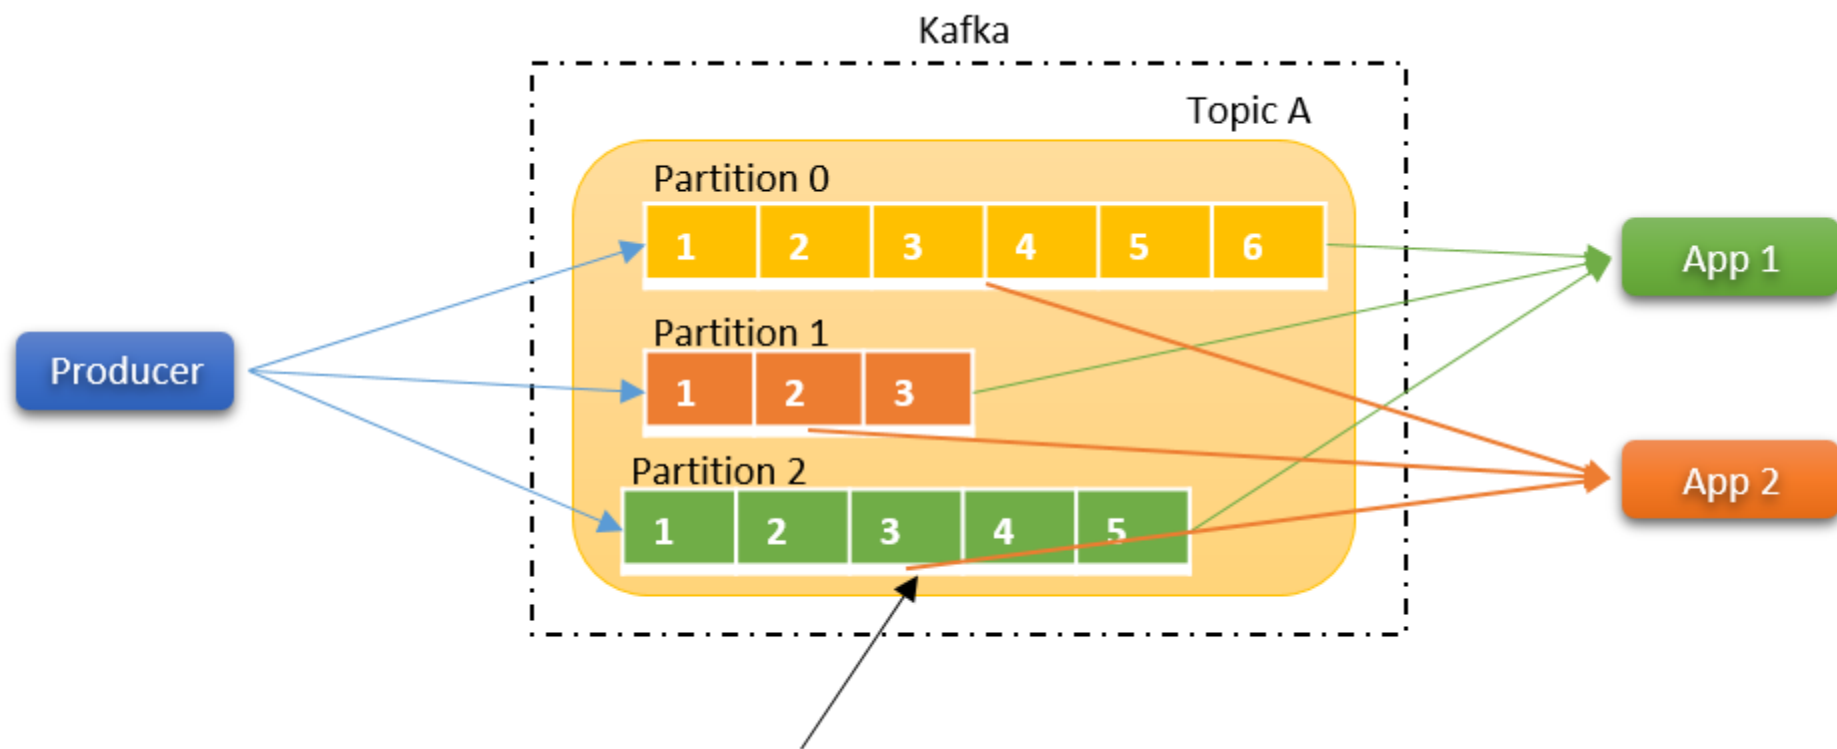 Kafka
Topic A
Partition 0
1 2 3 4 5 6
App 1
Partition 1
Producer
1 2 3
Partition 2
App 2
1 2 3 4 5